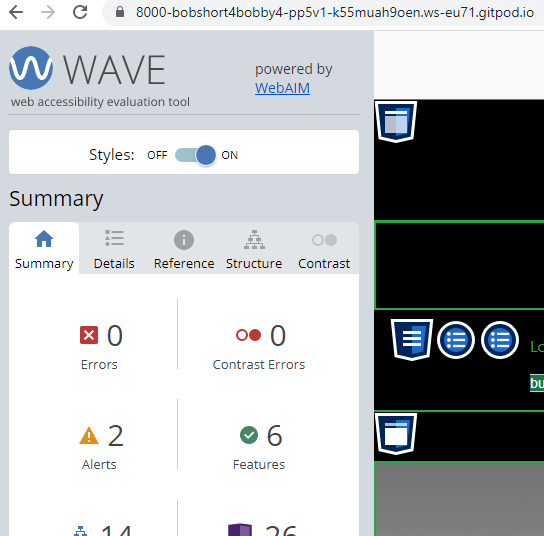 8000-bobshort4bobby4-pp5v1-k55muah9oen.ws-eu71.gitpod.io
WAVE
powered by
WebAIM
web accessibility evaluation tool
Styles: OFF ON
Summary
Summary Details Reference Structure Contrast
0 0
Errors Contrast Errors
2 6
Alerts Features
14 26
Lo
bu